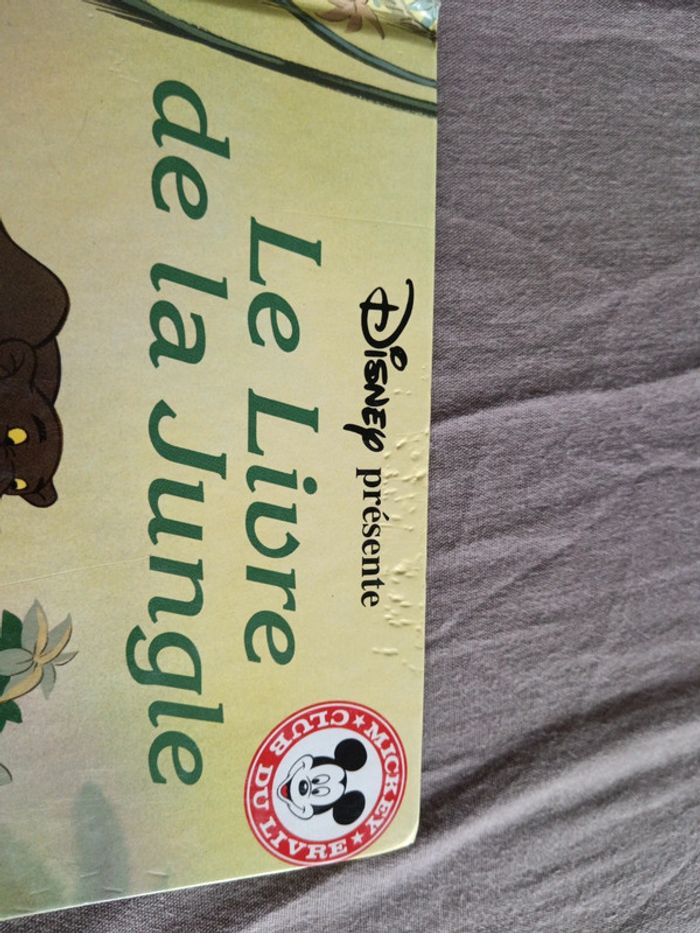 Disney présente
Le Livre
de la Jungle
MICKEY
CLUB DU LIVRE